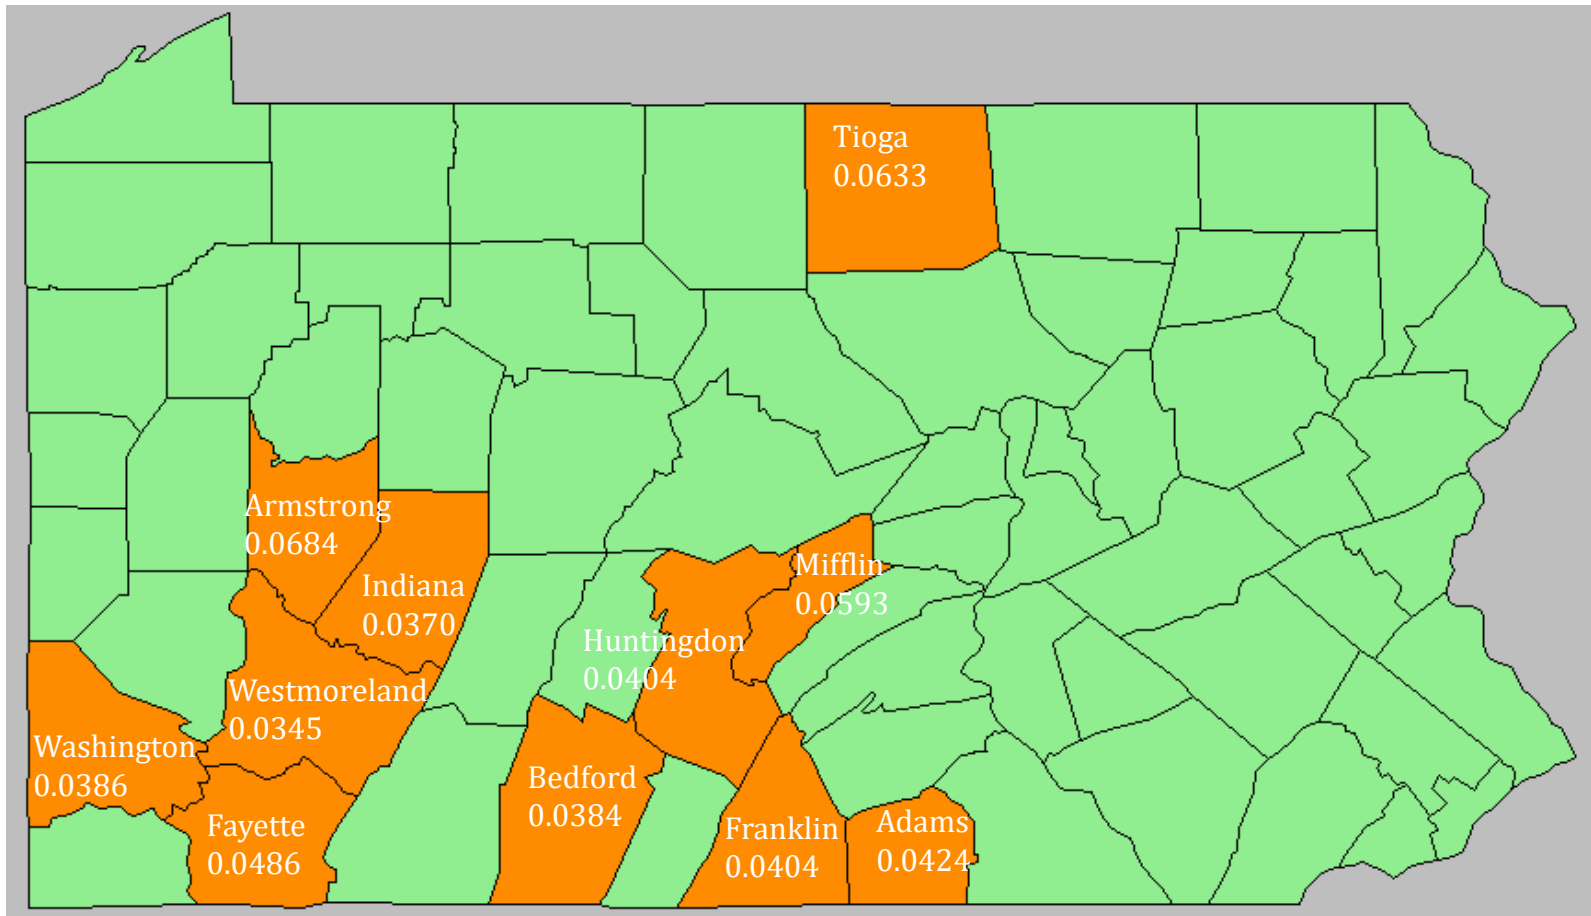 Tioga
0.0633
Armstrong
0.0684
Mifflin
0.0593
Indiana
0.0370
Huntingdon
0.0404
Westmoreland
0.0345
Washington
0.0386
Bedford
0.0384
Fayette
0.0486
Franklin
0.0404
Adams
0.0424